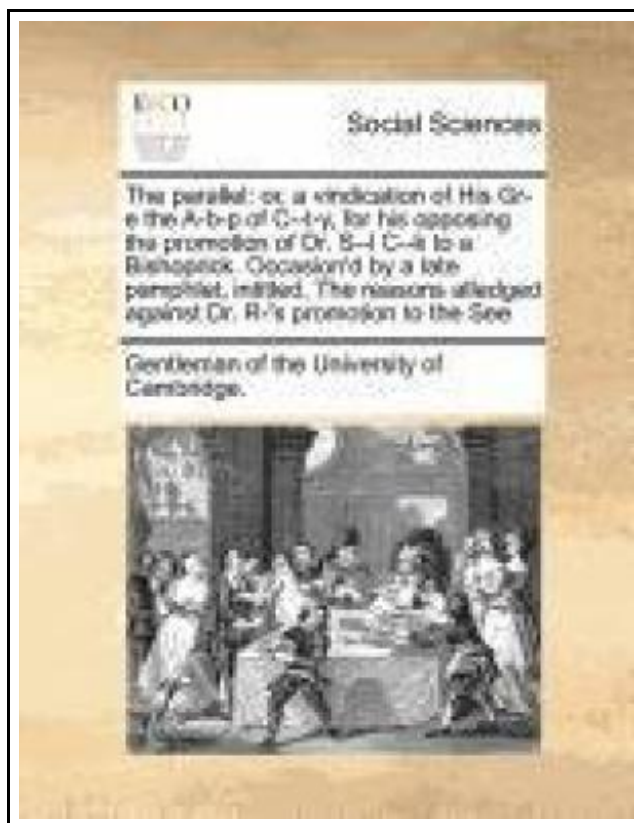 ECCO
Social Sciences
The parallel: or, a vindication of His Gr-
e the A-b-p of C--t-y, for his opposing
the promotion of Dr. S--l C--k to a
Bishoprick. Occasion'd by a late
pamphlet, intitled, The reasons alledged
against Dr. R-'s promotion to the See
Gentleman of the University of
Cambridge.